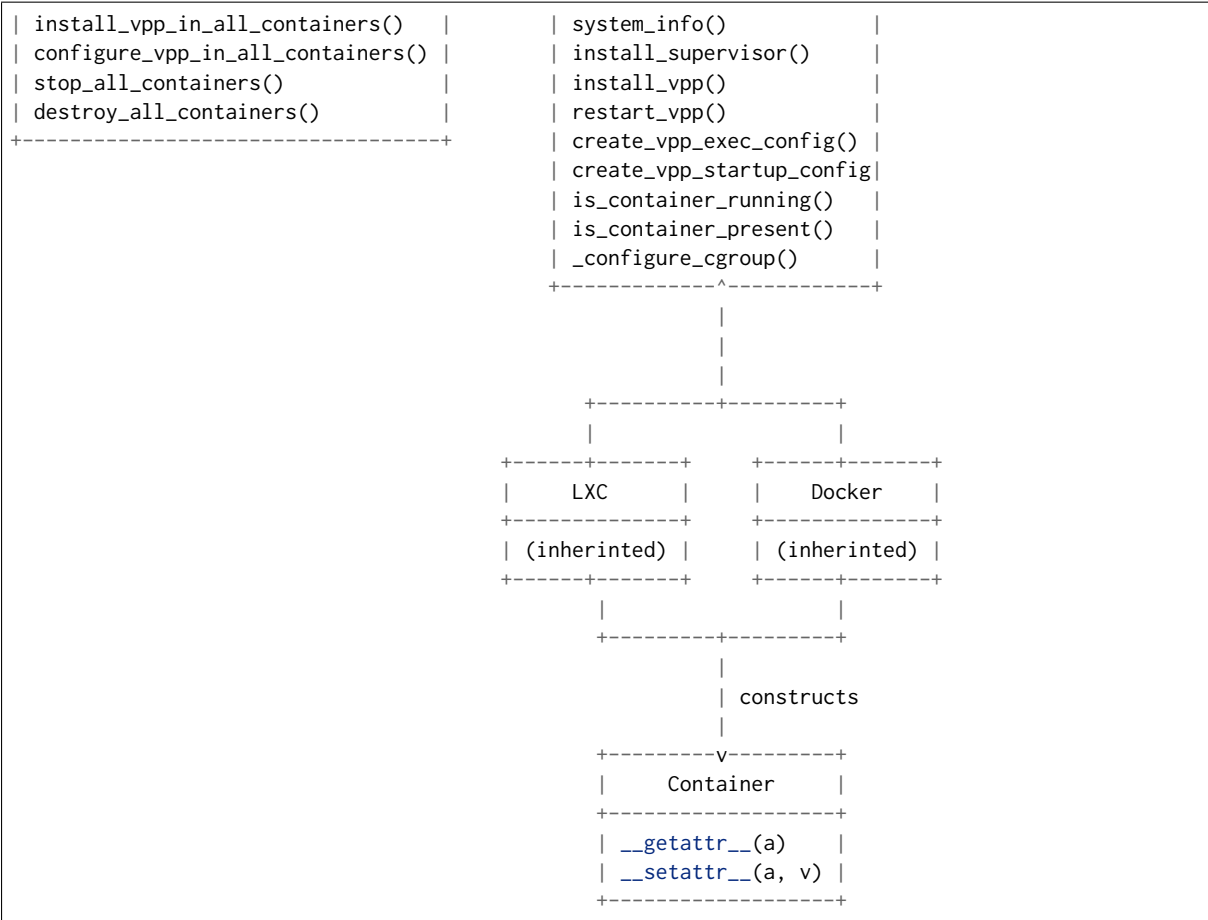 | install_vpp_in_all_containers()   |         | system_info()             |
| configure_vpp_in_all_containers() |         | install_supervisor()      |
| stop_all_containers()             |         | install_vpp()             |
| destroy_all_containers()          |         | restart_vpp()             |
+-----------------------------------+         | create_vpp_exec_config()  |
                                              | create_vpp_startup_config|
                                              | is_container_running()    |
                                              | is_container_present()    |
                                              | _configure_cgroup()       |
                                              +-------------^------------+
                                                            |
                                                            |
                                                            |
                                                 +----------+---------+
                                                 |                    |
                                          +------+-------+     +------+-------+
                                          |     LXC      |     |    Docker    |
                                          +--------------+     +--------------+
                                          | (inherinted) |     | (inherinted) |
                                          +------+-------+     +------+-------+
                                                  |                   |
                                                  +---------+---------+
                                                            |
                                                            | constructs
                                                            |
                                                  +---------v---------+
                                                  |     Container     |
                                                  +-------------------+
                                                  | __getattr__(a)    |
                                                  | __setattr__(a, v) |
                                                  +-------------------+